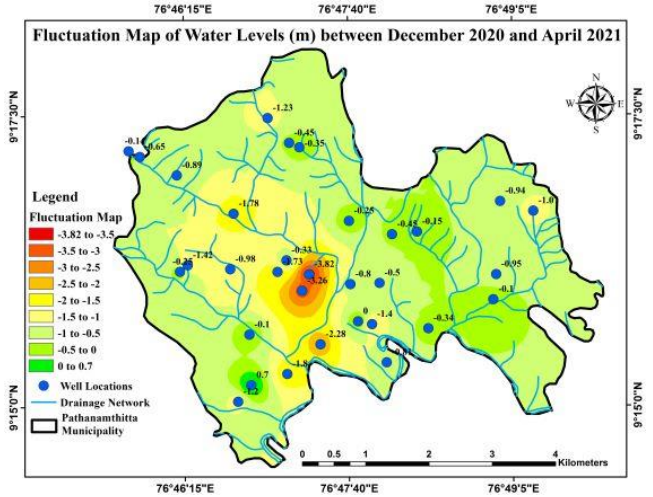 76°46'15"E 76°47'40"E 76°49'5"E
Fluctuation Map of Water Levels (m) between December 2020 and April 2021
9°17'30"N
9°17'30"N
N
W E
S
-1.23
-0.45
-0.35
-0.65
-0.89
-0.94
-1.0
-1.78
-0.25
-0.45
-0.15
-1.42
-0.33
-0.98
-3.82
-3.26
-0.8
-0.5
-0.95
-0.1
0
-1.4
-0.34
-0.1
-2.28
-1.8
0.7
-1.2
Legend
Fluctuation Map
-3.82 to -3.5
-3.5 to -3
-3 to -2.5
-2.5 to -2
-2 to -1.5
-1.5 to -1
-1 to -0.5
-0.5 to 0
0 to 0.7
Well Locations
Drainage Network
Pathanamthitta
Municipality
9°15'0"N
9°15'0"N
0 0.5 1 2 3 4
Kilometers
76°46'15"E 76°47'40"E 76°49'5"E